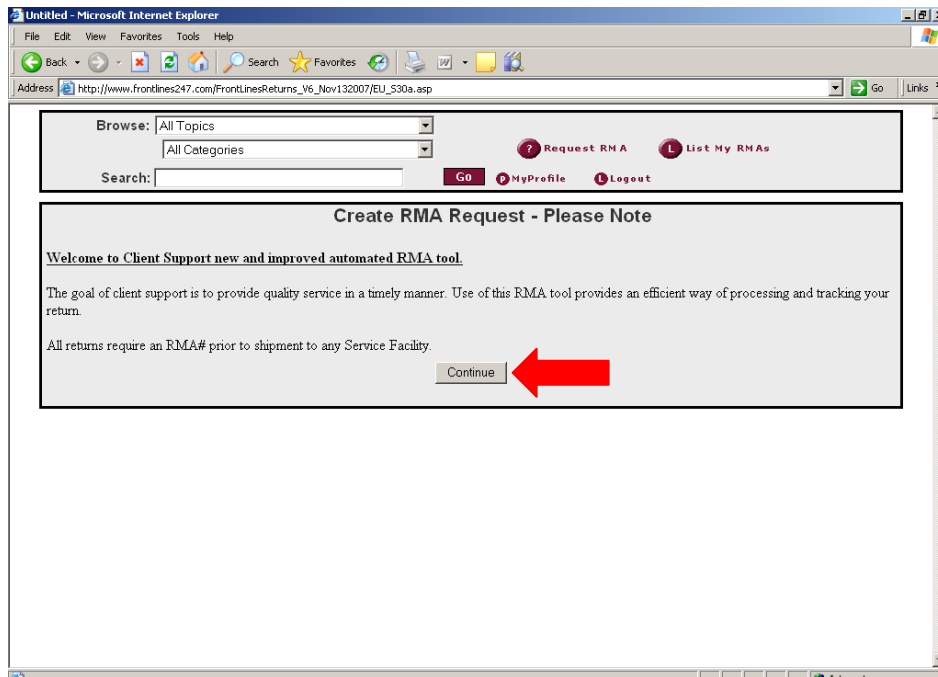 Untitled - Microsoft Internet Explorer
File Edit View Favorites Tools Help
Back Search Favorites
Address http://www.frontlines247.com/FrontLinesReturns_V6_Nov132007/EU_S30a.asp Go Links
Browse: All Topics
All Categories ? Request RMA L List My RMAs
Search: Go P MyProfile L Logout
Create RMA Request - Please Note
Welcome to Client Support new and improved automated RMA tool.
The goal of client support is to provide quality service in a timely manner. Use of this RMA tool provides an efficient way of processing and tracking your
return.
All returns require an RMA# prior to shipment to any Service Facility.
Continue